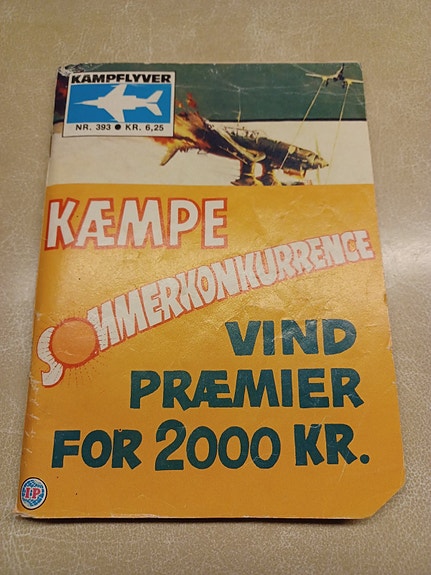 KAMPFLYVER
NR. 393 ● KR. 6,25
KÆMPE
SOMMERKONKURRENCE
VIND
PRÆMIER
FOR 2000 KR.
I·P